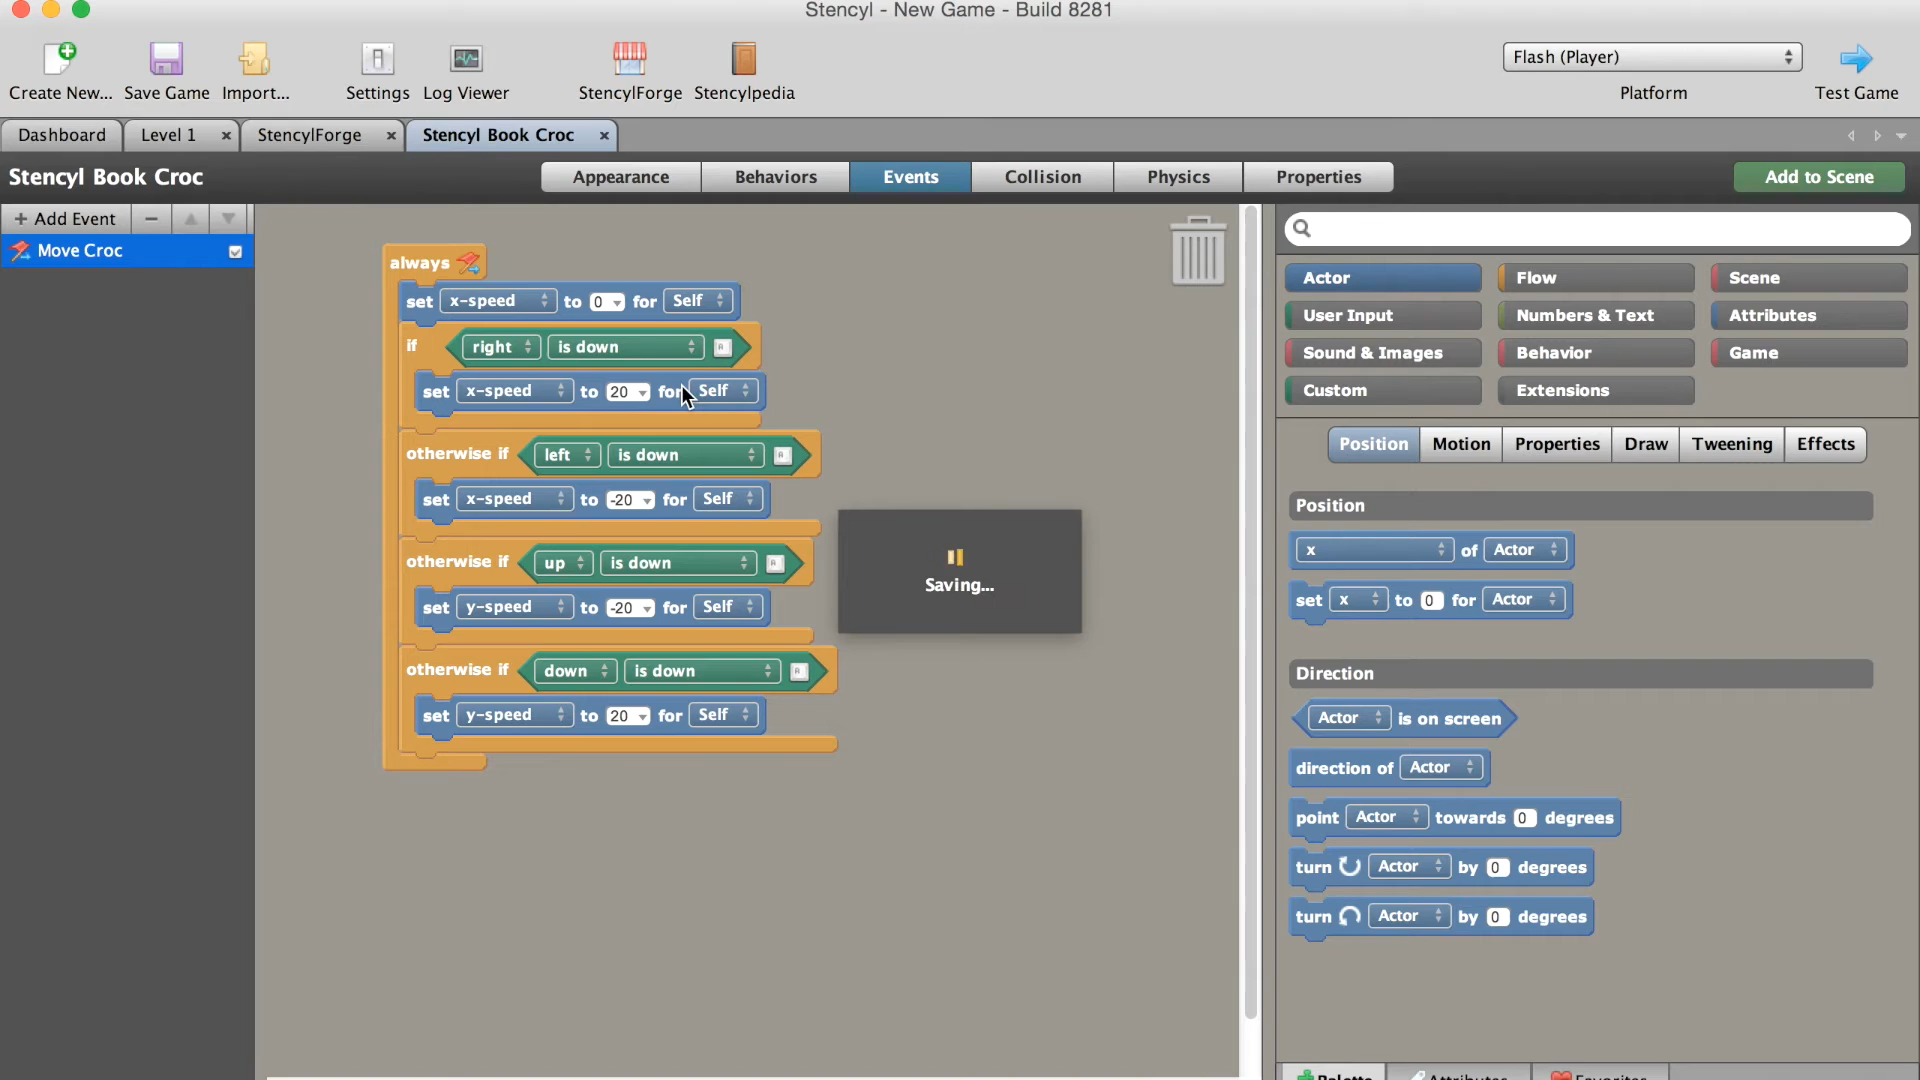 Stencyl - New Game - Build 8281
Create New... Save Game Import... Settings Log Viewer StencylForge Stencylpedia
Flash (Player)
Platform Test Game
Dashboard Level 1 × StencylForge × Stencyl Book Croc ×
Stencyl Book Croc Appearance Behaviors Events Collision Physics Properties Add to Scene
+ Add Event
Move Croc
always
set x-speed to 0 for Self
if right is down
set x-speed to 20 for Self
otherwise if left is down
set x-speed to -20 for Self
otherwise if up is down
set y-speed to -20 for Self
otherwise if down is down
set y-speed to 20 for Self
Saving...
Actor Flow Scene
User Input Numbers & Text Attributes
Sound & Images Behavior Game
Custom Extensions
Position Motion Properties Draw Tweening Effects
Position
x of Actor
set x to 0 for Actor
Direction
Actor is on screen
direction of Actor
point Actor towards 0 degrees
turn Actor by 0 degrees
turn Actor by 0 degrees
Palette Attributes Favorites